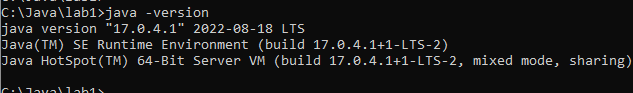 C:\Java\lab1>java -version
java version "17.0.4.1" 2022-08-18 LTS
Java(TM) SE Runtime Environment (build 17.0.4.1+1-LTS-2)
Java HotSpot(TM) 64-Bit Server VM (build 17.0.4.1+1-LTS-2, mixed mode, sharing)
C:\Java\lab1>